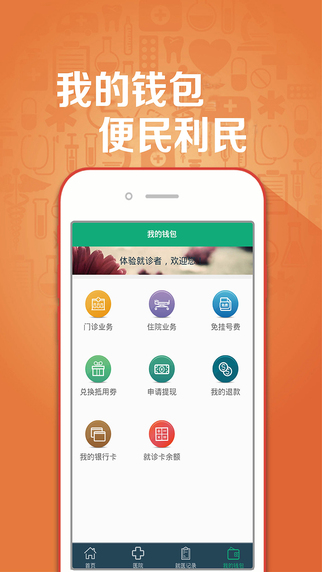 我的钱包
便民利民
我的钱包
体验就诊者，欢迎您
门诊业务
住院业务
免挂号费
兑换抵用券
申请提现
我的退款
我的银行卡
就诊卡余额
首页
医院
就医记录
我的钱包